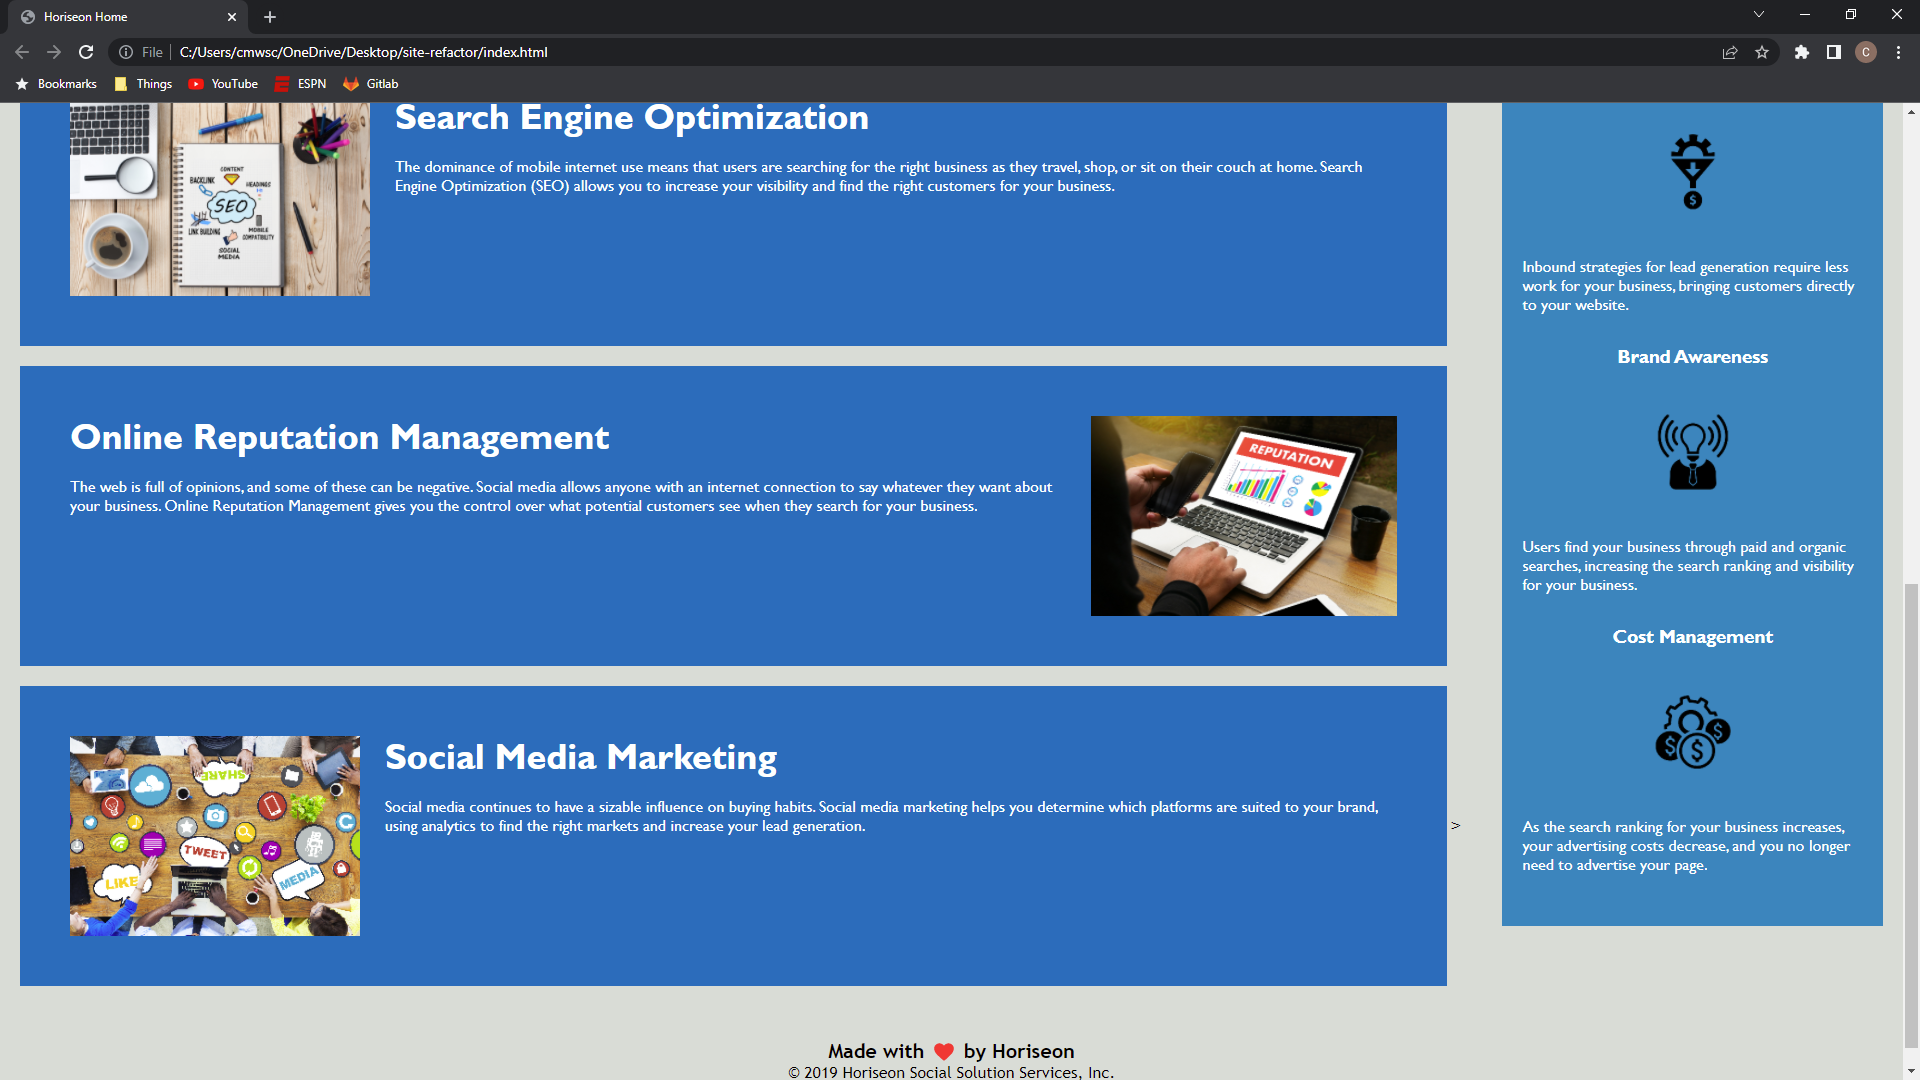 Horiseon Home
File
C:/Users/cmwsc/OneDrive/Desktop/site-refactor/index.html
C
Bookmarks
Things
YouTube
ESPN
Gitlab
Search Engine Optimization
The dominance of mobile internet use means that users are searching for the right business as they travel, shop, or sit on their couch at home. Search
Engine Optimization (SEO) allows you to increase your visibility and find the right customers for your business.
CONTENT
BACKLINK
HEADINGS
SEO
LINK BUILDING
MOBILE
COMPATIBILITY
SOCIAL
MEDIA
Online Reputation Management
The web is full of opinions, and some of these can be negative. Social media allows anyone with an internet connection to say whatever they want about
your business. Online Reputation Management gives you the control over what potential customers see when they search for your business.
REPUTATION
SHARE
TWEET
LIKE
MEDIA
Social Media Marketing
Social media continues to have a sizable influence on buying habits. Social media marketing helps you determine which platforms are suited to your brand,
using analytics to find the right markets and increase your lead generation.
>
$
Inbound strategies for lead generation require less
work for your business, bringing customers directly
to your website.
Brand Awareness
Users find your business through paid and organic
searches, increasing the search ranking and visibility
for your business.
Cost Management
$ $ $
As the search ranking for your business increases,
your advertising costs decrease, and you no longer
need to advertise your page.
Made with ❤️ by Horiseon
© 2019 Horiseon Social Solution Services, Inc.